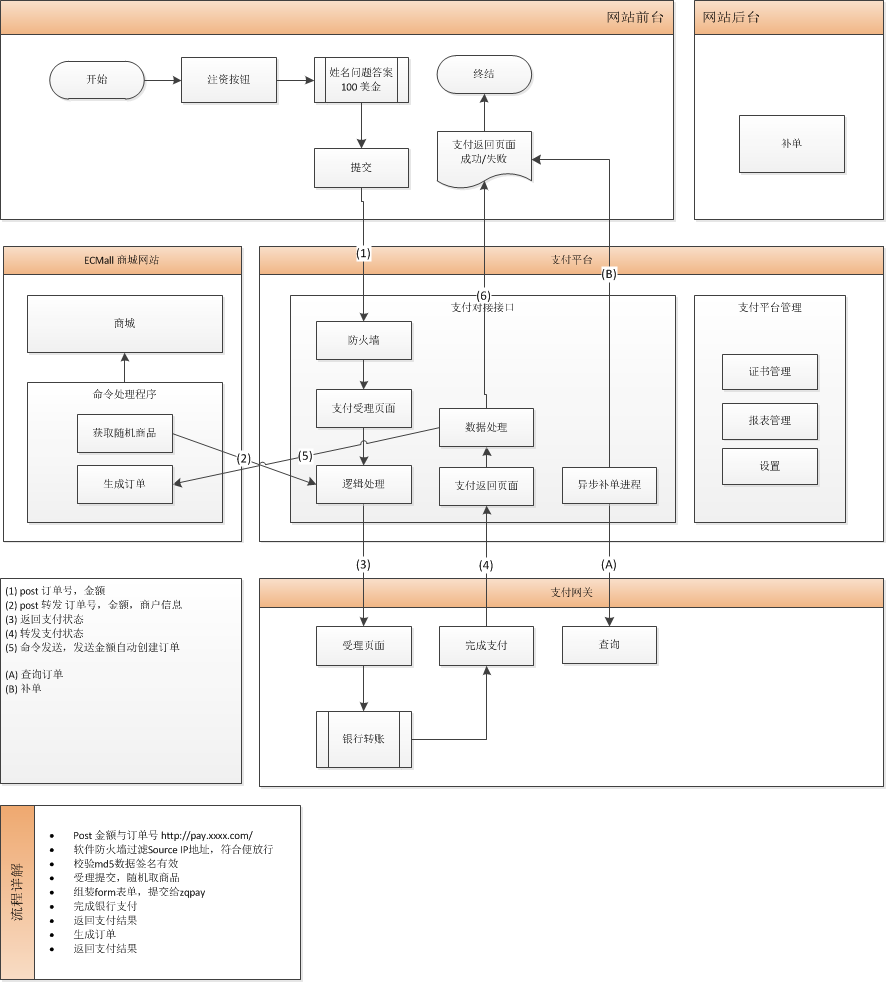 网站前台
网站后台
开始
注资按钮
姓名问题答案
100 美金
终结
提交
支付返回页面
成功/失败
补单
(1)
(B)
ECMall 商城网站
支付平台
(6)
商城
支付对接接口
支付平台管理
防火墙
证书管理
命令处理程序
支付受理页面
报表管理
获取随机商品
数据处理
(2)
(5)
设置
生成订单
逻辑处理
支付返回页面
异步补单进程
(3)
(4)
(A)
(1) post 订单号，金额
(2) post 转发 订单号，金额，商户信息
(3) 返回支付状态
(4) 转发支付状态
(5) 命令发送，发送金额自动创建订单
(A) 查询订单
(B) 补单
支付网关
受理页面
完成支付
查询
银行转账
流程详解
• Post 金额与订单号 http://pay.xxxx.com/
• 软件防火墙过滤Source IP地址，符合便放行
• 校验md5数据签名有效
• 受理提交，随机取商品
• 组装form表单，提交给zqpay
• 完成银行支付
• 返回支付结果
• 生成订单
• 返回支付结果